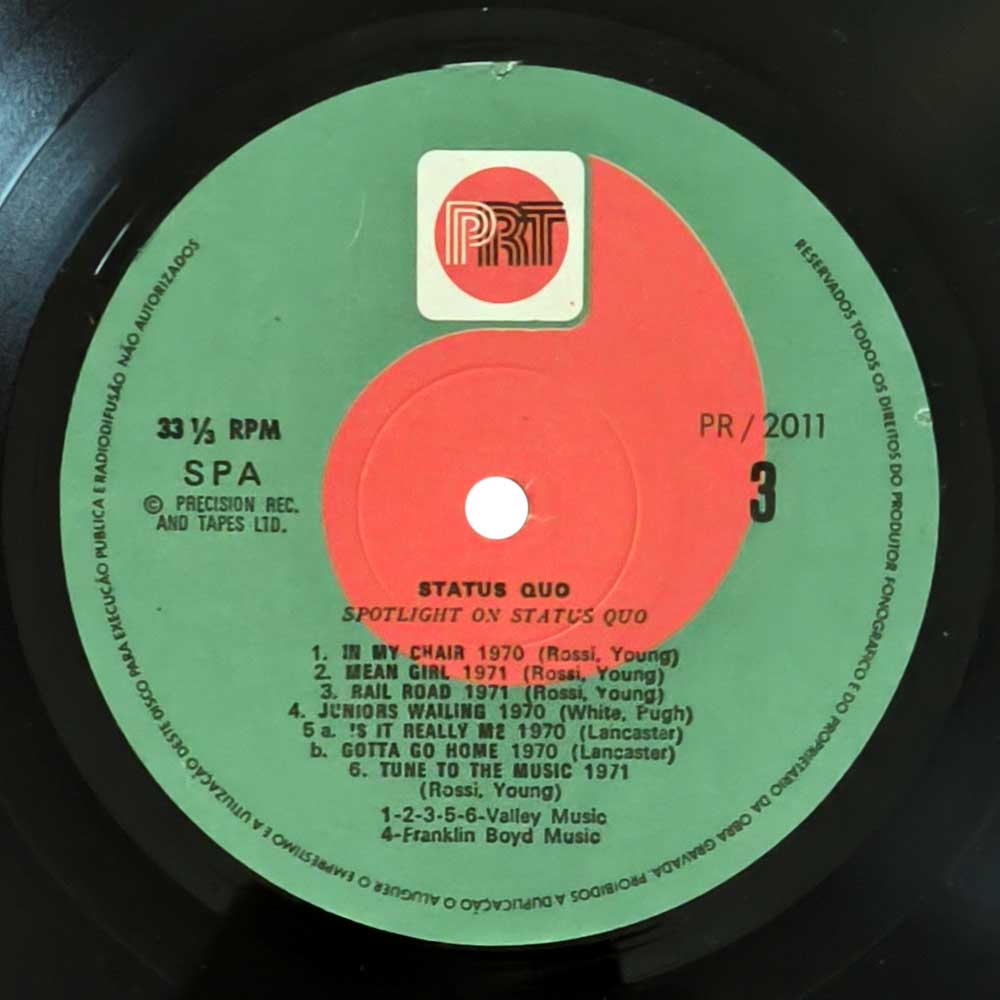 PRT
33 1/3 RPM
SPA
© PRECISION REC.
AND TAPES LTD.
PR / 2011
3
STATUS QUO
SPOTLIGHT ON STATUS QUO
1. IN MY CHAIR 1970 (Rossi, Young)
2. MEAN GIRL 1971 (Rossi, Young)
3. RAIL ROAD 1971 (Rossi, Young)
4. JUNIORS WAILING 1970 (White, Pugh)
5 a. 'S IT REALLY ME 1970 (Lancaster)
b. GOTTA GO HOME 1970 (Lancaster)
6. TUNE TO THE MUSIC 1971
(Rossi, Young)
1-2-3-5-6-Valley Music
4-Franklin Boyd Music
RESERVADOS TODOS OS DIREITOS DO PRODUTOR FONOGRAFICO E DO PROPRIETARIO DA OBRA GRAVADA. PROIBIDOS A DUPLICAÇÃO O ALUGUER O EMPRESTIMO E A UTILIZAÇÃO DESTE DISCO PARA EXECUÇÃO PUBLICA E RADIODIFUSÃO NÃO AUTORIZADOS